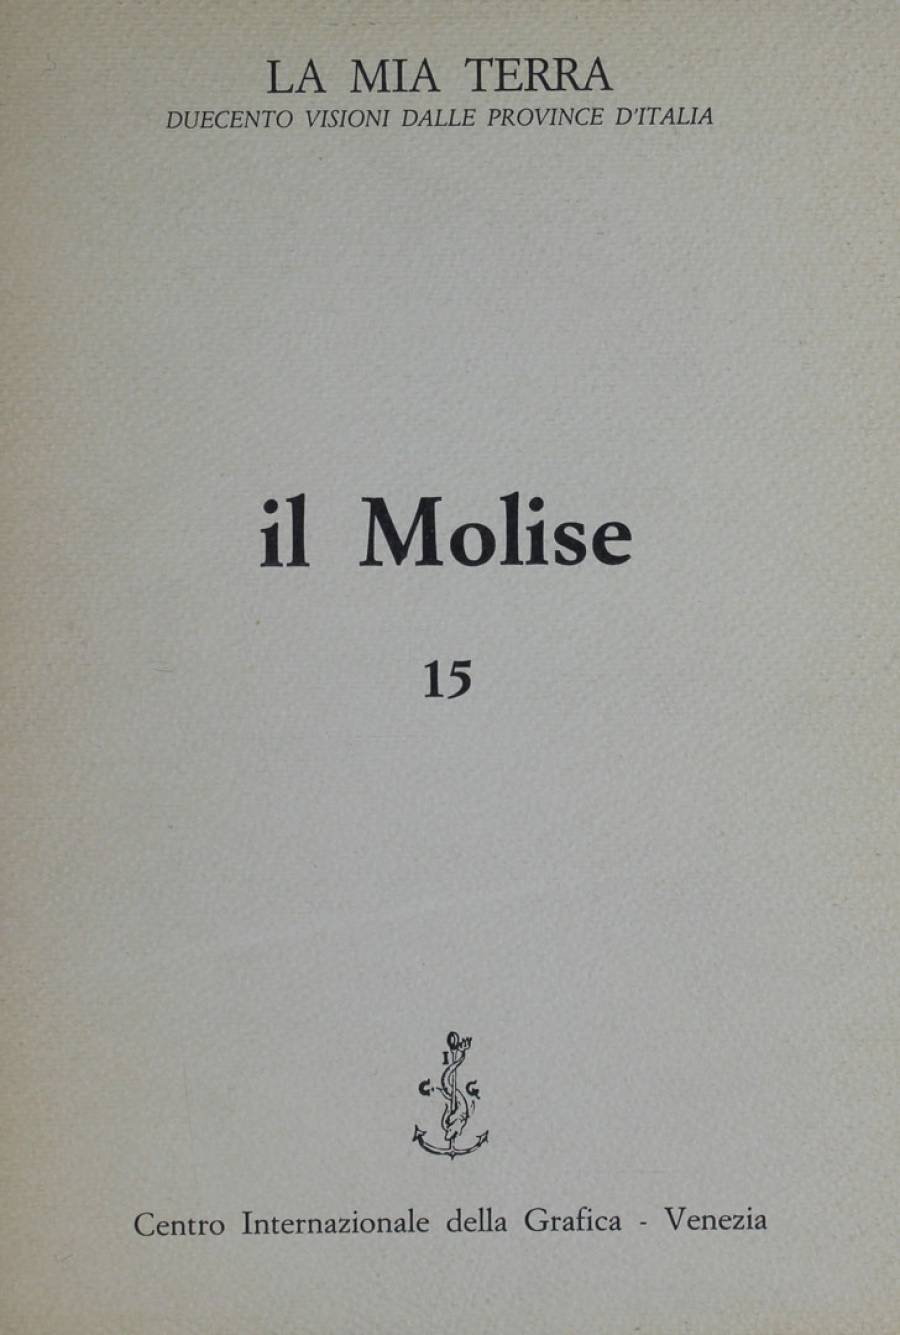 LA MIA TERRA
DUECENTO VISIONI DALLE PROVINCE D'ITALIA
il Molise
15
I
C. G
Centro Internazionale della Grafica - Venezia